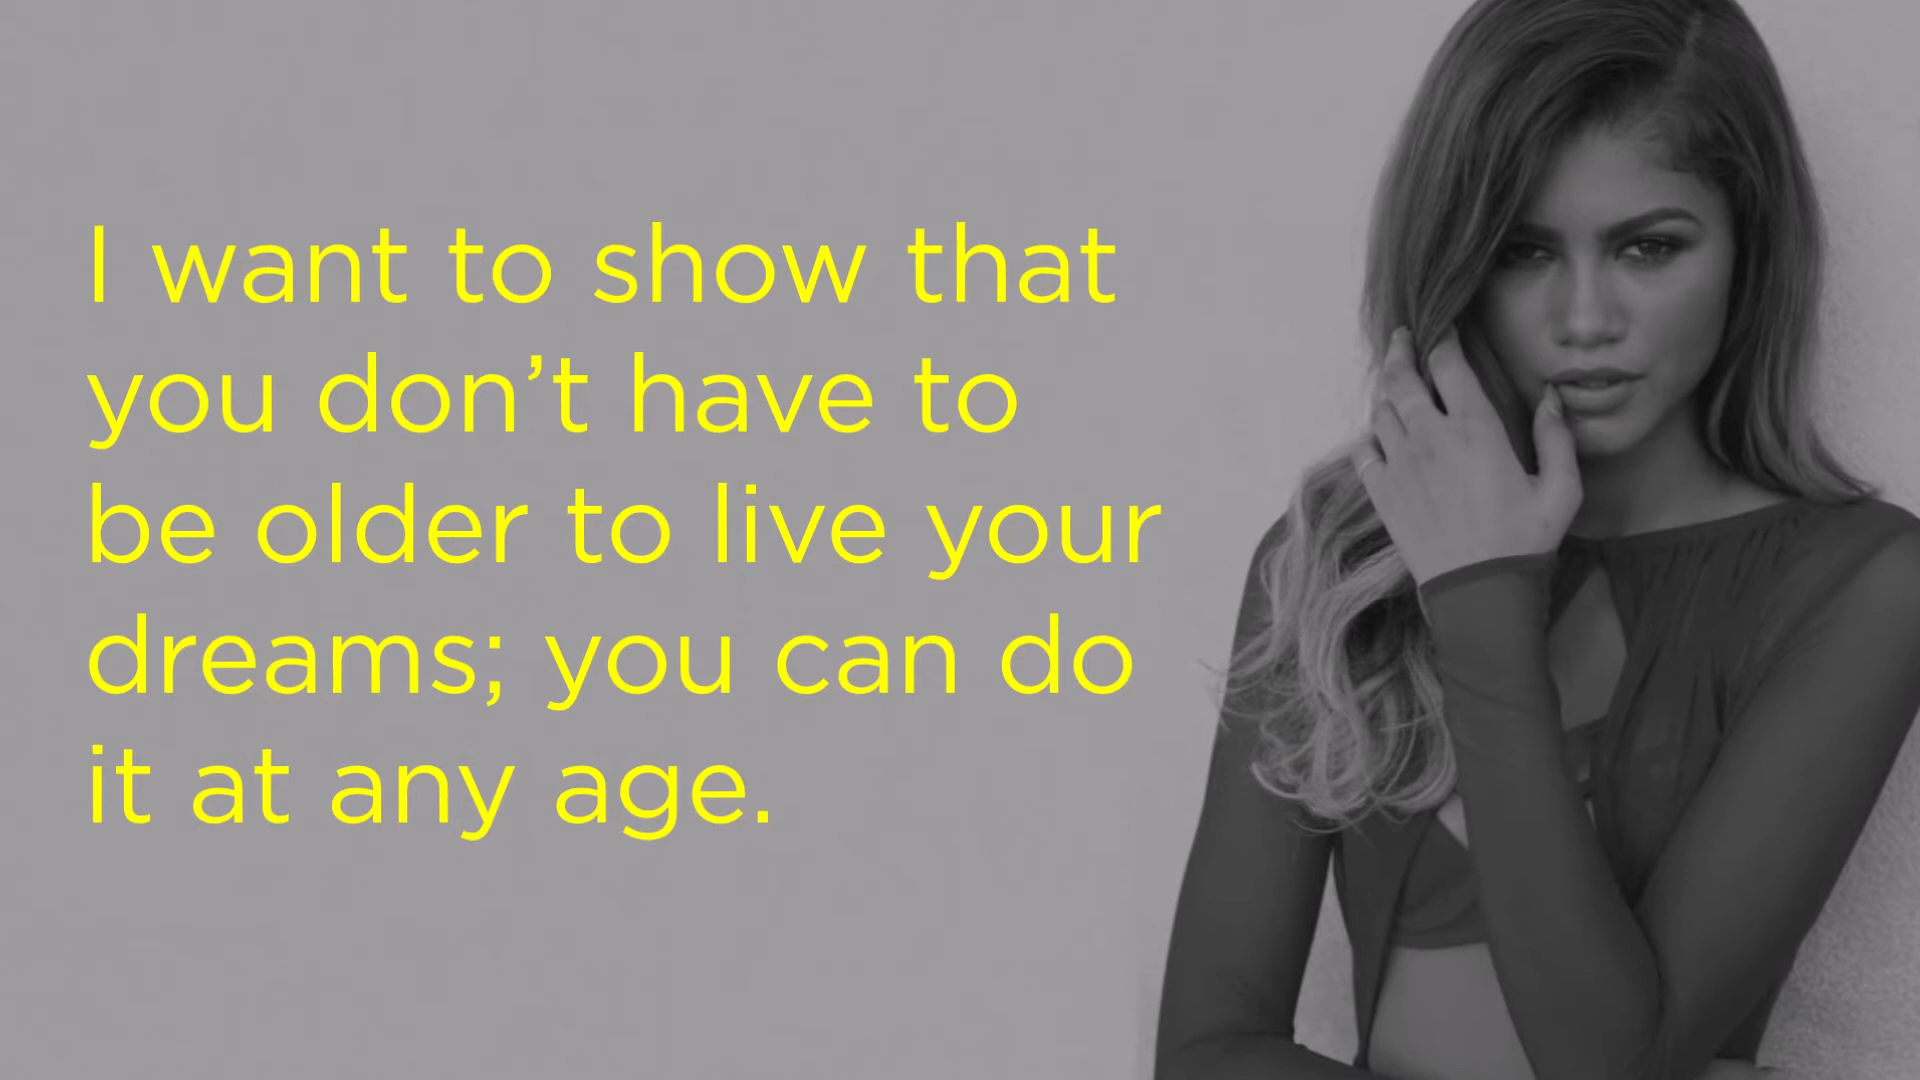 I want to show that
you don’t have to
be older to live your
dreams; you can do
it at any age.